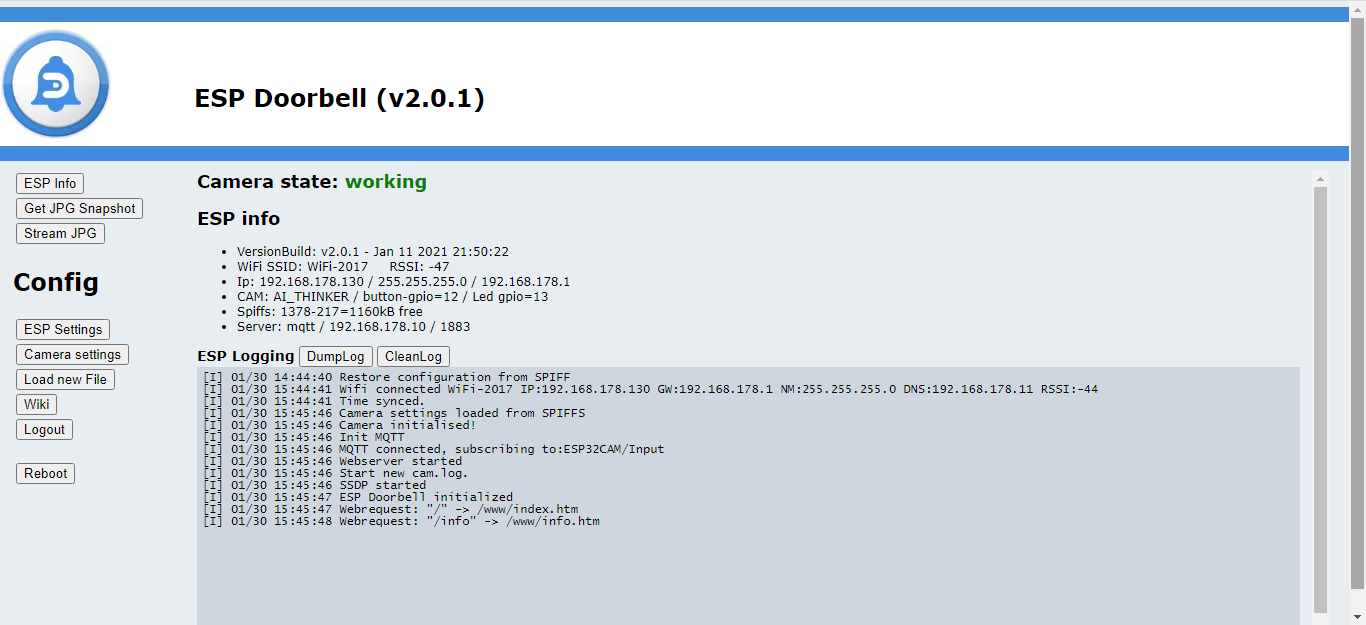 ESP Doorbell (v2.0.1)
ESP Info
Get JPG Snapshot
Stream JPG
Config
ESP Settings
Camera settings
Load new File
Wiki
Logout
Reboot
Camera state: working
ESP info
VersionBuild: v2.0.1 - Jan 11 2021 21:50:22
WiFi SSID: WiFi-2017 RSSI: -47
Ip: 192.168.178.130 / 255.255.255.0 / 192.168.178.1
CAM: AI_THINKER / button-gpio=12 / Led gpio=13
Spiffs: 1378-217=1160kB free
Server: mqtt / 192.168.178.10 / 1883
ESP Logging DumpLog CleanLog
[I] 01/30 14:44:40 Restore configuration from SPIFF
[I] 01/30 15:44:41 Wifi connected WiFi-2017 IP:192.168.178.130 GW:192.168.178.1 NM:255.255.255.0 DNS:192.168.178.11 RSSI:-44
[I] 01/30 15:44:41 Time synced.
[I] 01/30 15:45:46 Camera settings loaded from SPIFFS
[I] 01/30 15:45:46 Camera initialised!
[I] 01/30 15:45:46 Init MQTT
[I] 01/30 15:45:46 MQTT connected, subscribing to:ESP32CAM/Input
[I] 01/30 15:45:46 Webserver started
[I] 01/30 15:45:46 Start new cam.log.
[I] 01/30 15:45:46 SSDP started
[I] 01/30 15:45:47 ESP Doorbell initialized
[I] 01/30 15:45:47 Webrequest: "/" -> /www/index.htm
[I] 01/30 15:45:48 Webrequest: "/info" -> /www/info.htm